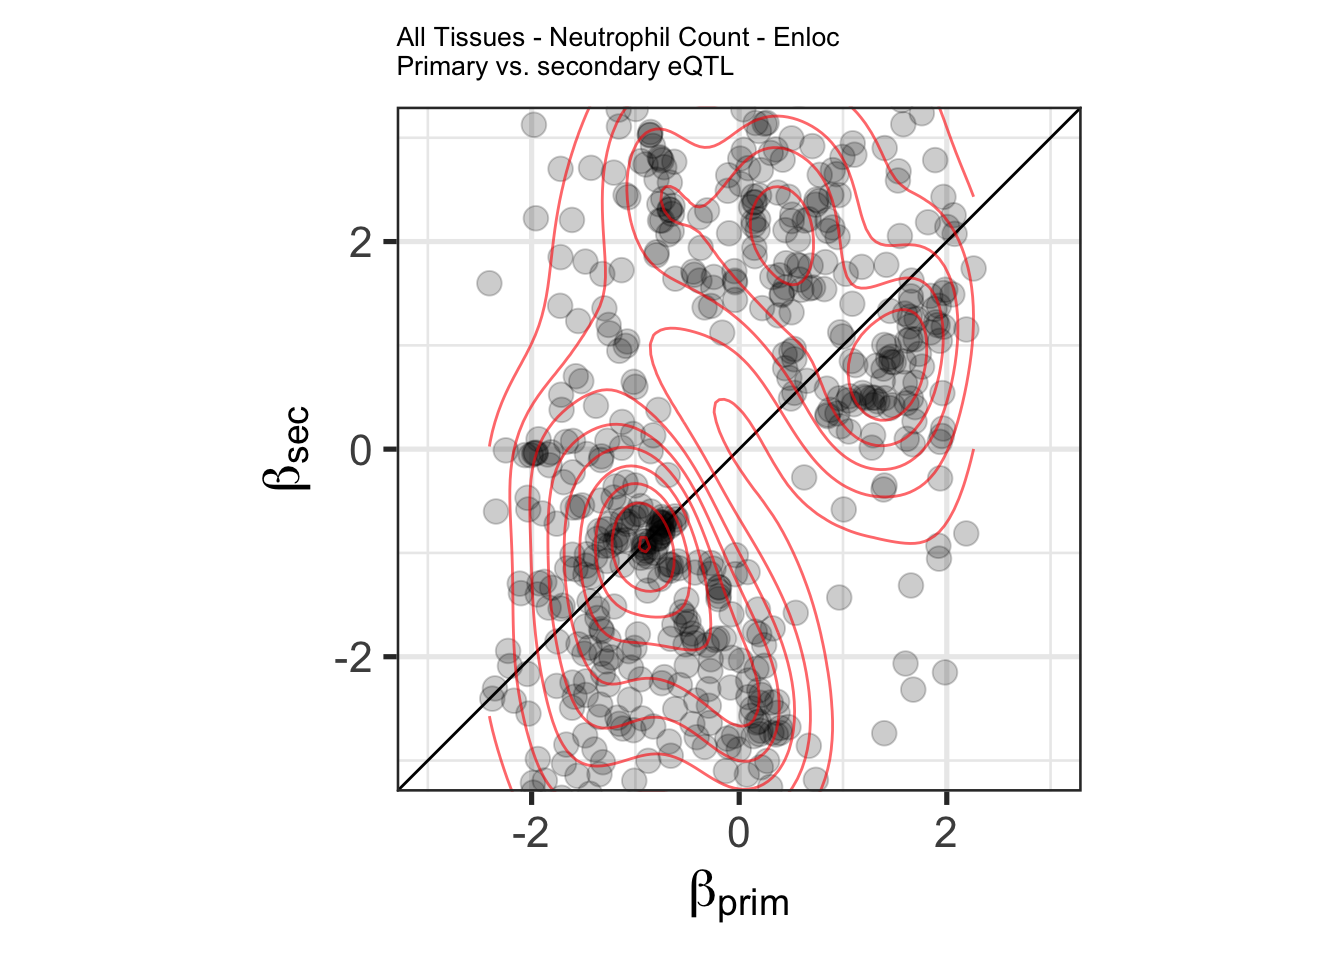 All Tissues - Neutrophil Count - Enloc
Primary vs. secondary eQTL
2
0
-2
βsec
-2 0 2
βprim